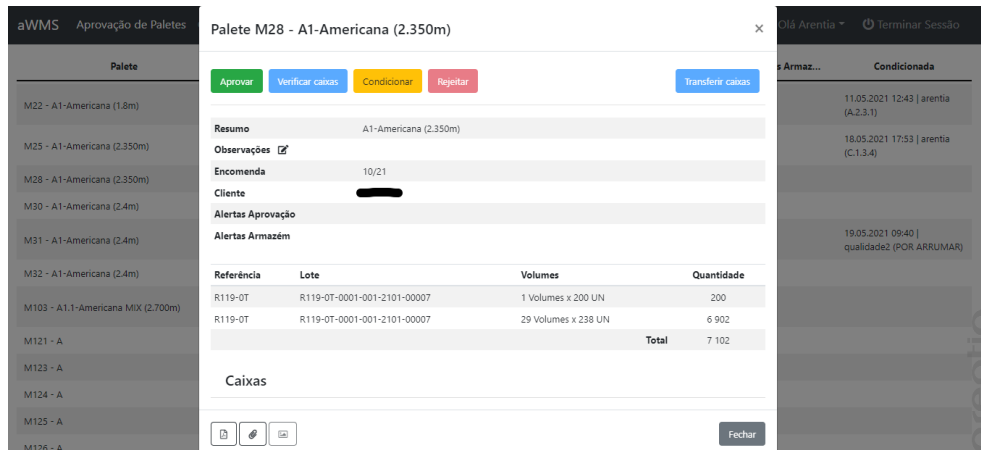 aWMS Aprovação de Paletes
Olá Arentia
Terminar Sessão
Palete M28 - A1-Americana (2.350m)
×
Aprovar Verificar caixas Condicionar Rejeitar Transferir caixas
Resumo A1-Americana (2.350m)
Observações
Encomenda 10/21
Cliente
Alertas Aprovação
Alertas Armazém
Referência Lote Volumes Quantidade
R119-0T R119-0T-0001-001-2101-00007 1 Volumes x 200 UN 200
R119-0T R119-0T-0001-001-2101-00007 29 Volumes x 238 UN 6 902
Total 7 102
Caixas
Fechar
Palete
M22 - A1-Americana (1.8m)
M25 - A1-Americana (2.350m)
M28 - A1-Americana (2.350m)
M30 - A1-Americana (2.4m)
M31 - A1-Americana (2.4m)
M32 - A1-Americana (2.4m)
M103 - A1.1-Americana MIX (2.700m)
M121 - A
M123 - A
M124 - A
M125 - A
M126 - A
s Armaz... Condicionada
11.05.2021 12:43 | arentia
(A.2.3.1)
18.05.2021 17:53 | arentia
(C.1.3.4)
19.05.2021 09:40 |
qualidade2 (POR ARRUMAR)